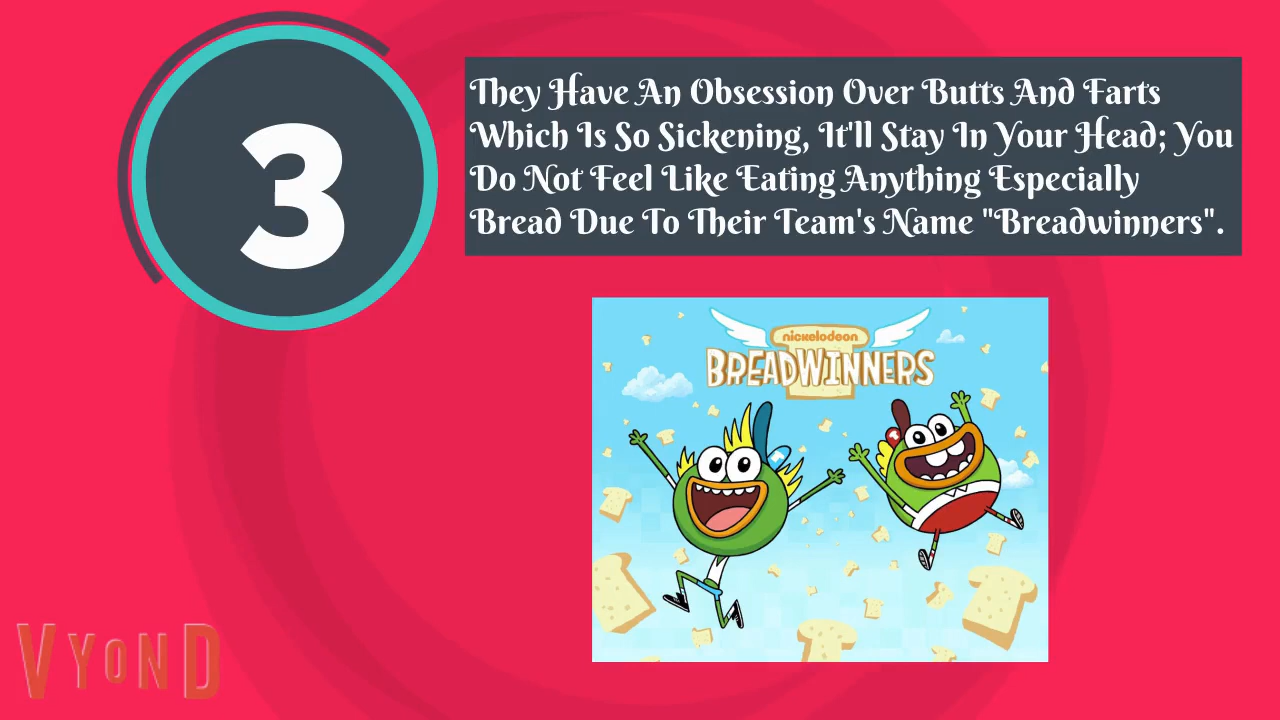 3
They Have An Obsession Over Butts And Farts
Which Is So Sickening, It'll Stay In Your Head; You
Do Not Feel Like Eating Anything Especially
Bread Due To Their Team's Name "Breadwinners".
nickelodeon
BREADWINNERS
VYOND